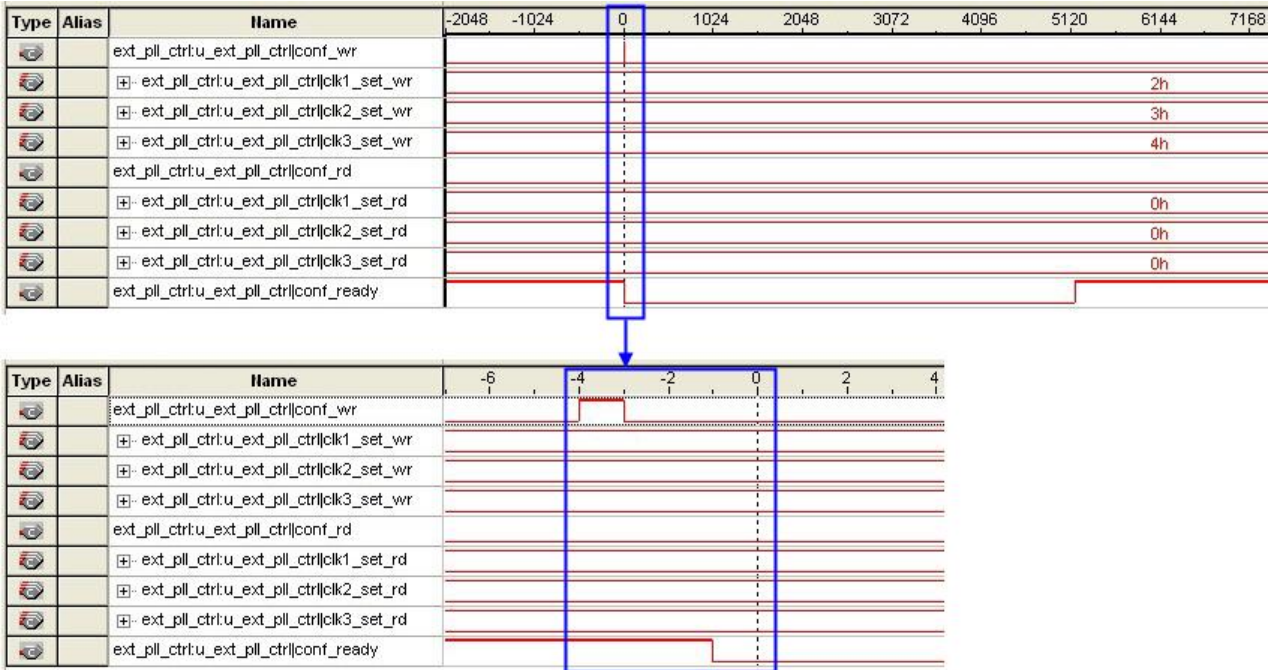 Type Alias Name -2048 -1024 0 1024 2048 3072 4096 5120 6144 7168
ext_pll_ctrl:u_ext_pll_ctrl|conf_wr
ext_pll_ctrl:u_ext_pll_ctrl|clk1_set_wr 2h
ext_pll_ctrl:u_ext_pll_ctrl|clk2_set_wr 3h
ext_pll_ctrl:u_ext_pll_ctrl|clk3_set_wr 4h
ext_pll_ctrl:u_ext_pll_ctrl|conf_rd
ext_pll_ctrl:u_ext_pll_ctrl|clk1_set_rd 0h
ext_pll_ctrl:u_ext_pll_ctrl|clk2_set_rd 0h
ext_pll_ctrl:u_ext_pll_ctrl|clk3_set_rd 0h
ext_pll_ctrl:u_ext_pll_ctrl|conf_ready
Type Alias Name -6 -4 -2 0 2 4
ext_pll_ctrl:u_ext_pll_ctrl|conf_wr
ext_pll_ctrl:u_ext_pll_ctrl|clk1_set_wr
ext_pll_ctrl:u_ext_pll_ctrl|clk2_set_wr
ext_pll_ctrl:u_ext_pll_ctrl|clk3_set_wr
ext_pll_ctrl:u_ext_pll_ctrl|conf_rd
ext_pll_ctrl:u_ext_pll_ctrl|clk1_set_rd
ext_pll_ctrl:u_ext_pll_ctrl|clk2_set_rd
ext_pll_ctrl:u_ext_pll_ctrl|clk3_set_rd
ext_pll_ctrl:u_ext_pll_ctrl|conf_ready